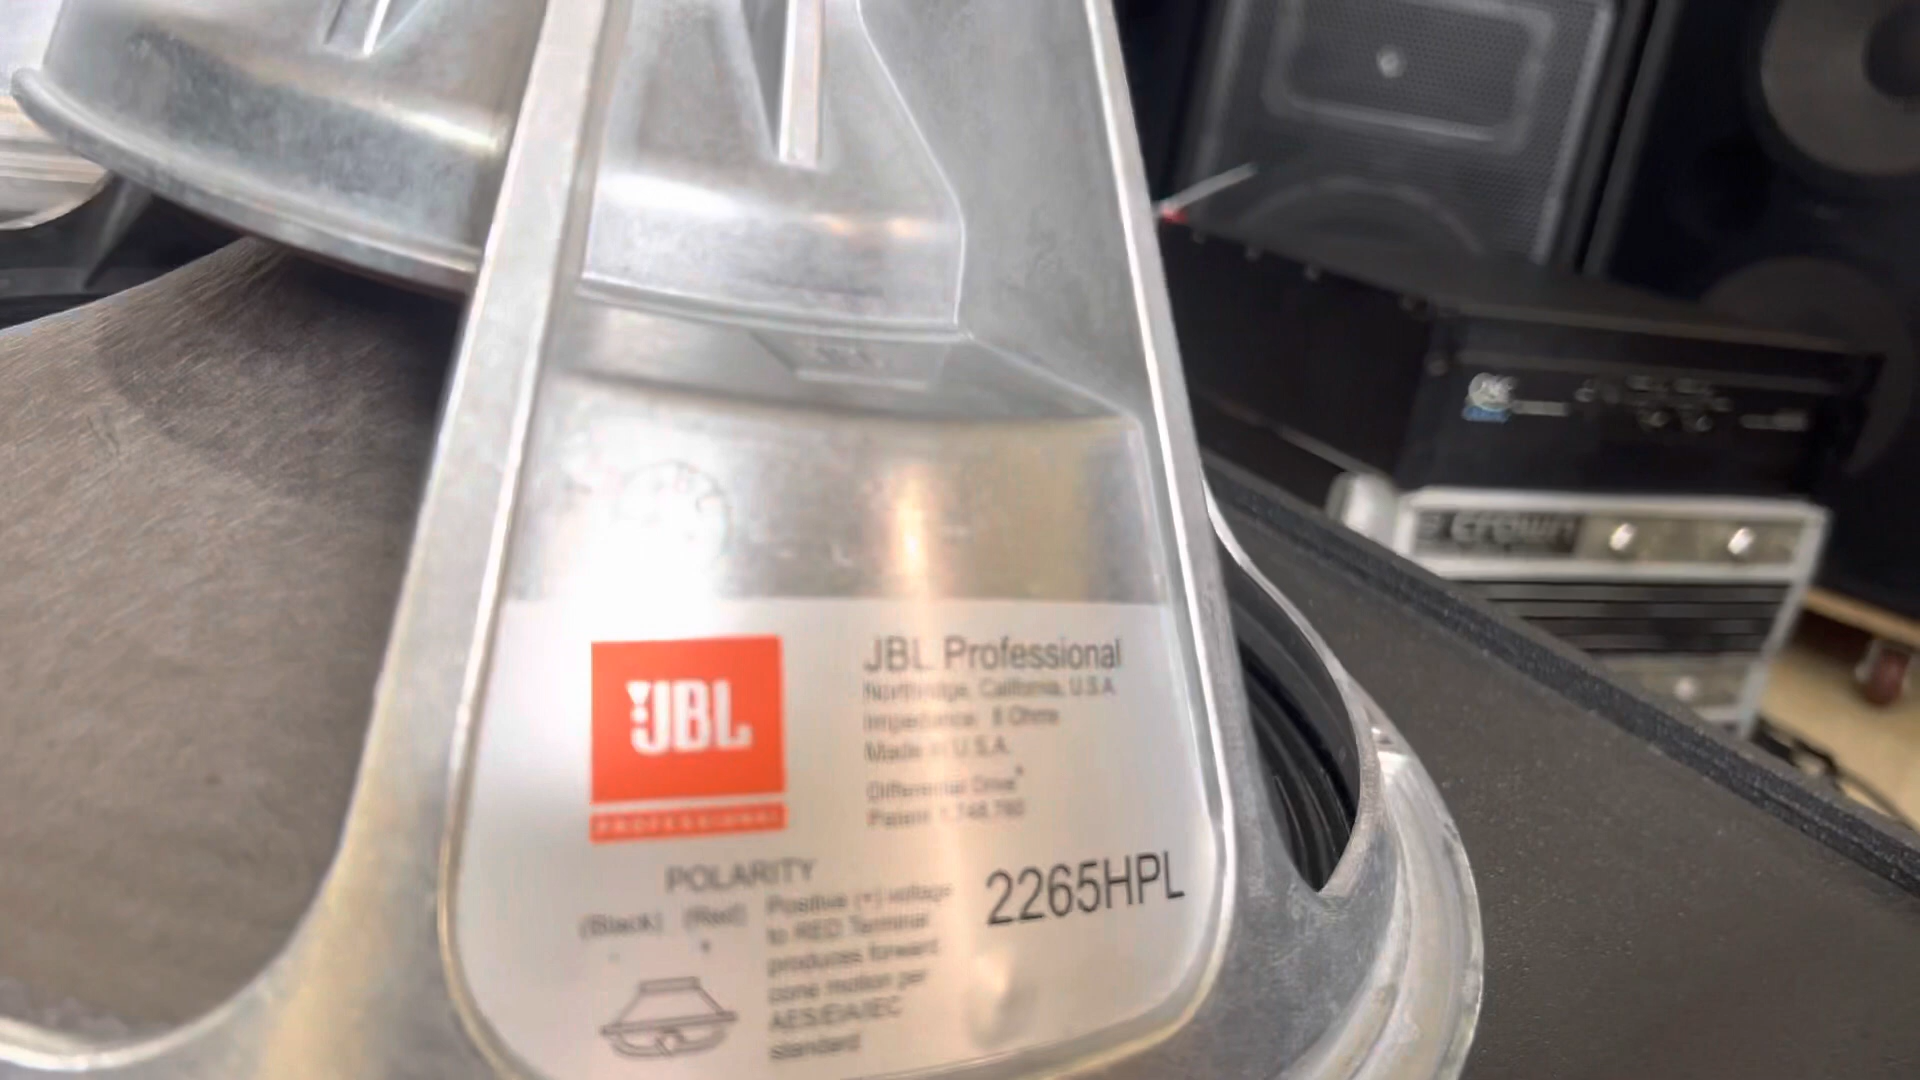 JBL
PROFESSIONAL
JBL Professional
Northridge, California, U.S.A
Impedance: 8 Ohms
Made in U.S.A.
Differential Drive
POLARITY
(Black) (Red)
Positive (+) voltage
to RED Terminal
produces forward
cone motion per
AES/EIA/IEC
standard
2265HPL
crown